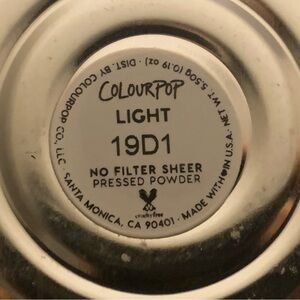 COLOURPOP
LIGHT
19D1
NO FILTER SHEER
PRESSED POWDER
cruelty free
NET WT. 5.50g (0.19 oz) · DIST. BY COLOURPOP CO., LLC
SANTA MONICA, CA 90401 · MADE WITH IN U.S.A.